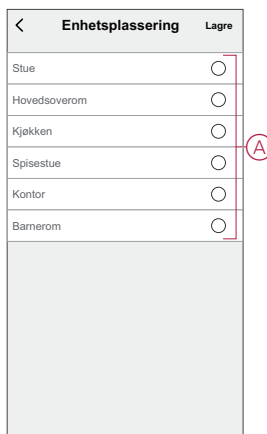 Enhetsplassering Lagre
Stue
Hovedsoverom
Kjøkken
A
Spisestue
Kontor
Barnerom